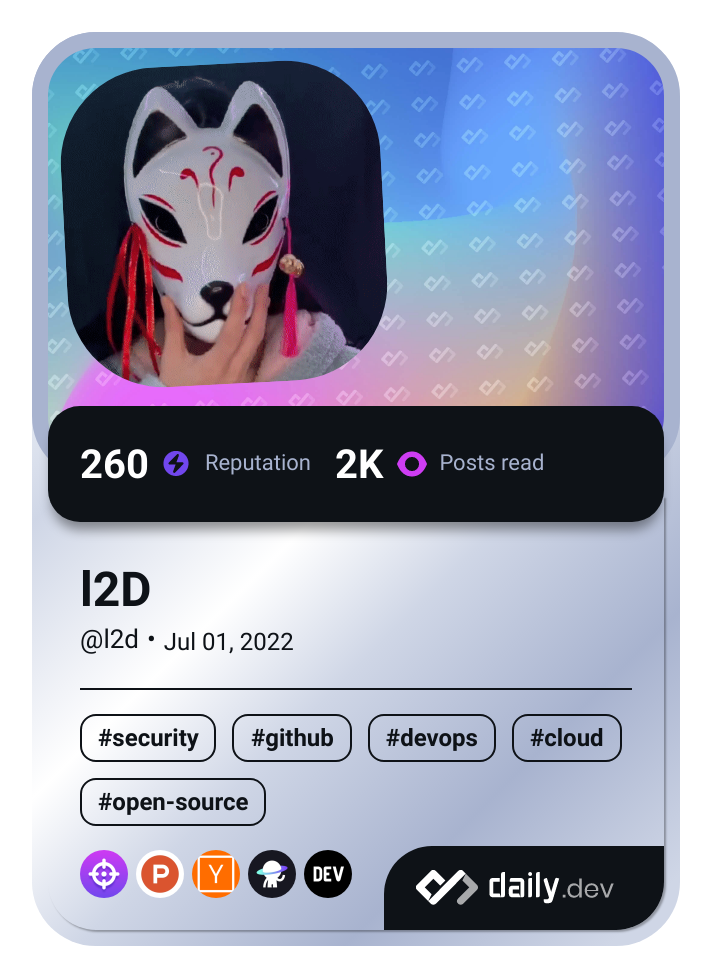 260 Reputation 2K Posts read
l2D
@l2d • Jul 01, 2022
#security #github #devops #cloud
#open-source
P Y DEV
daily.dev